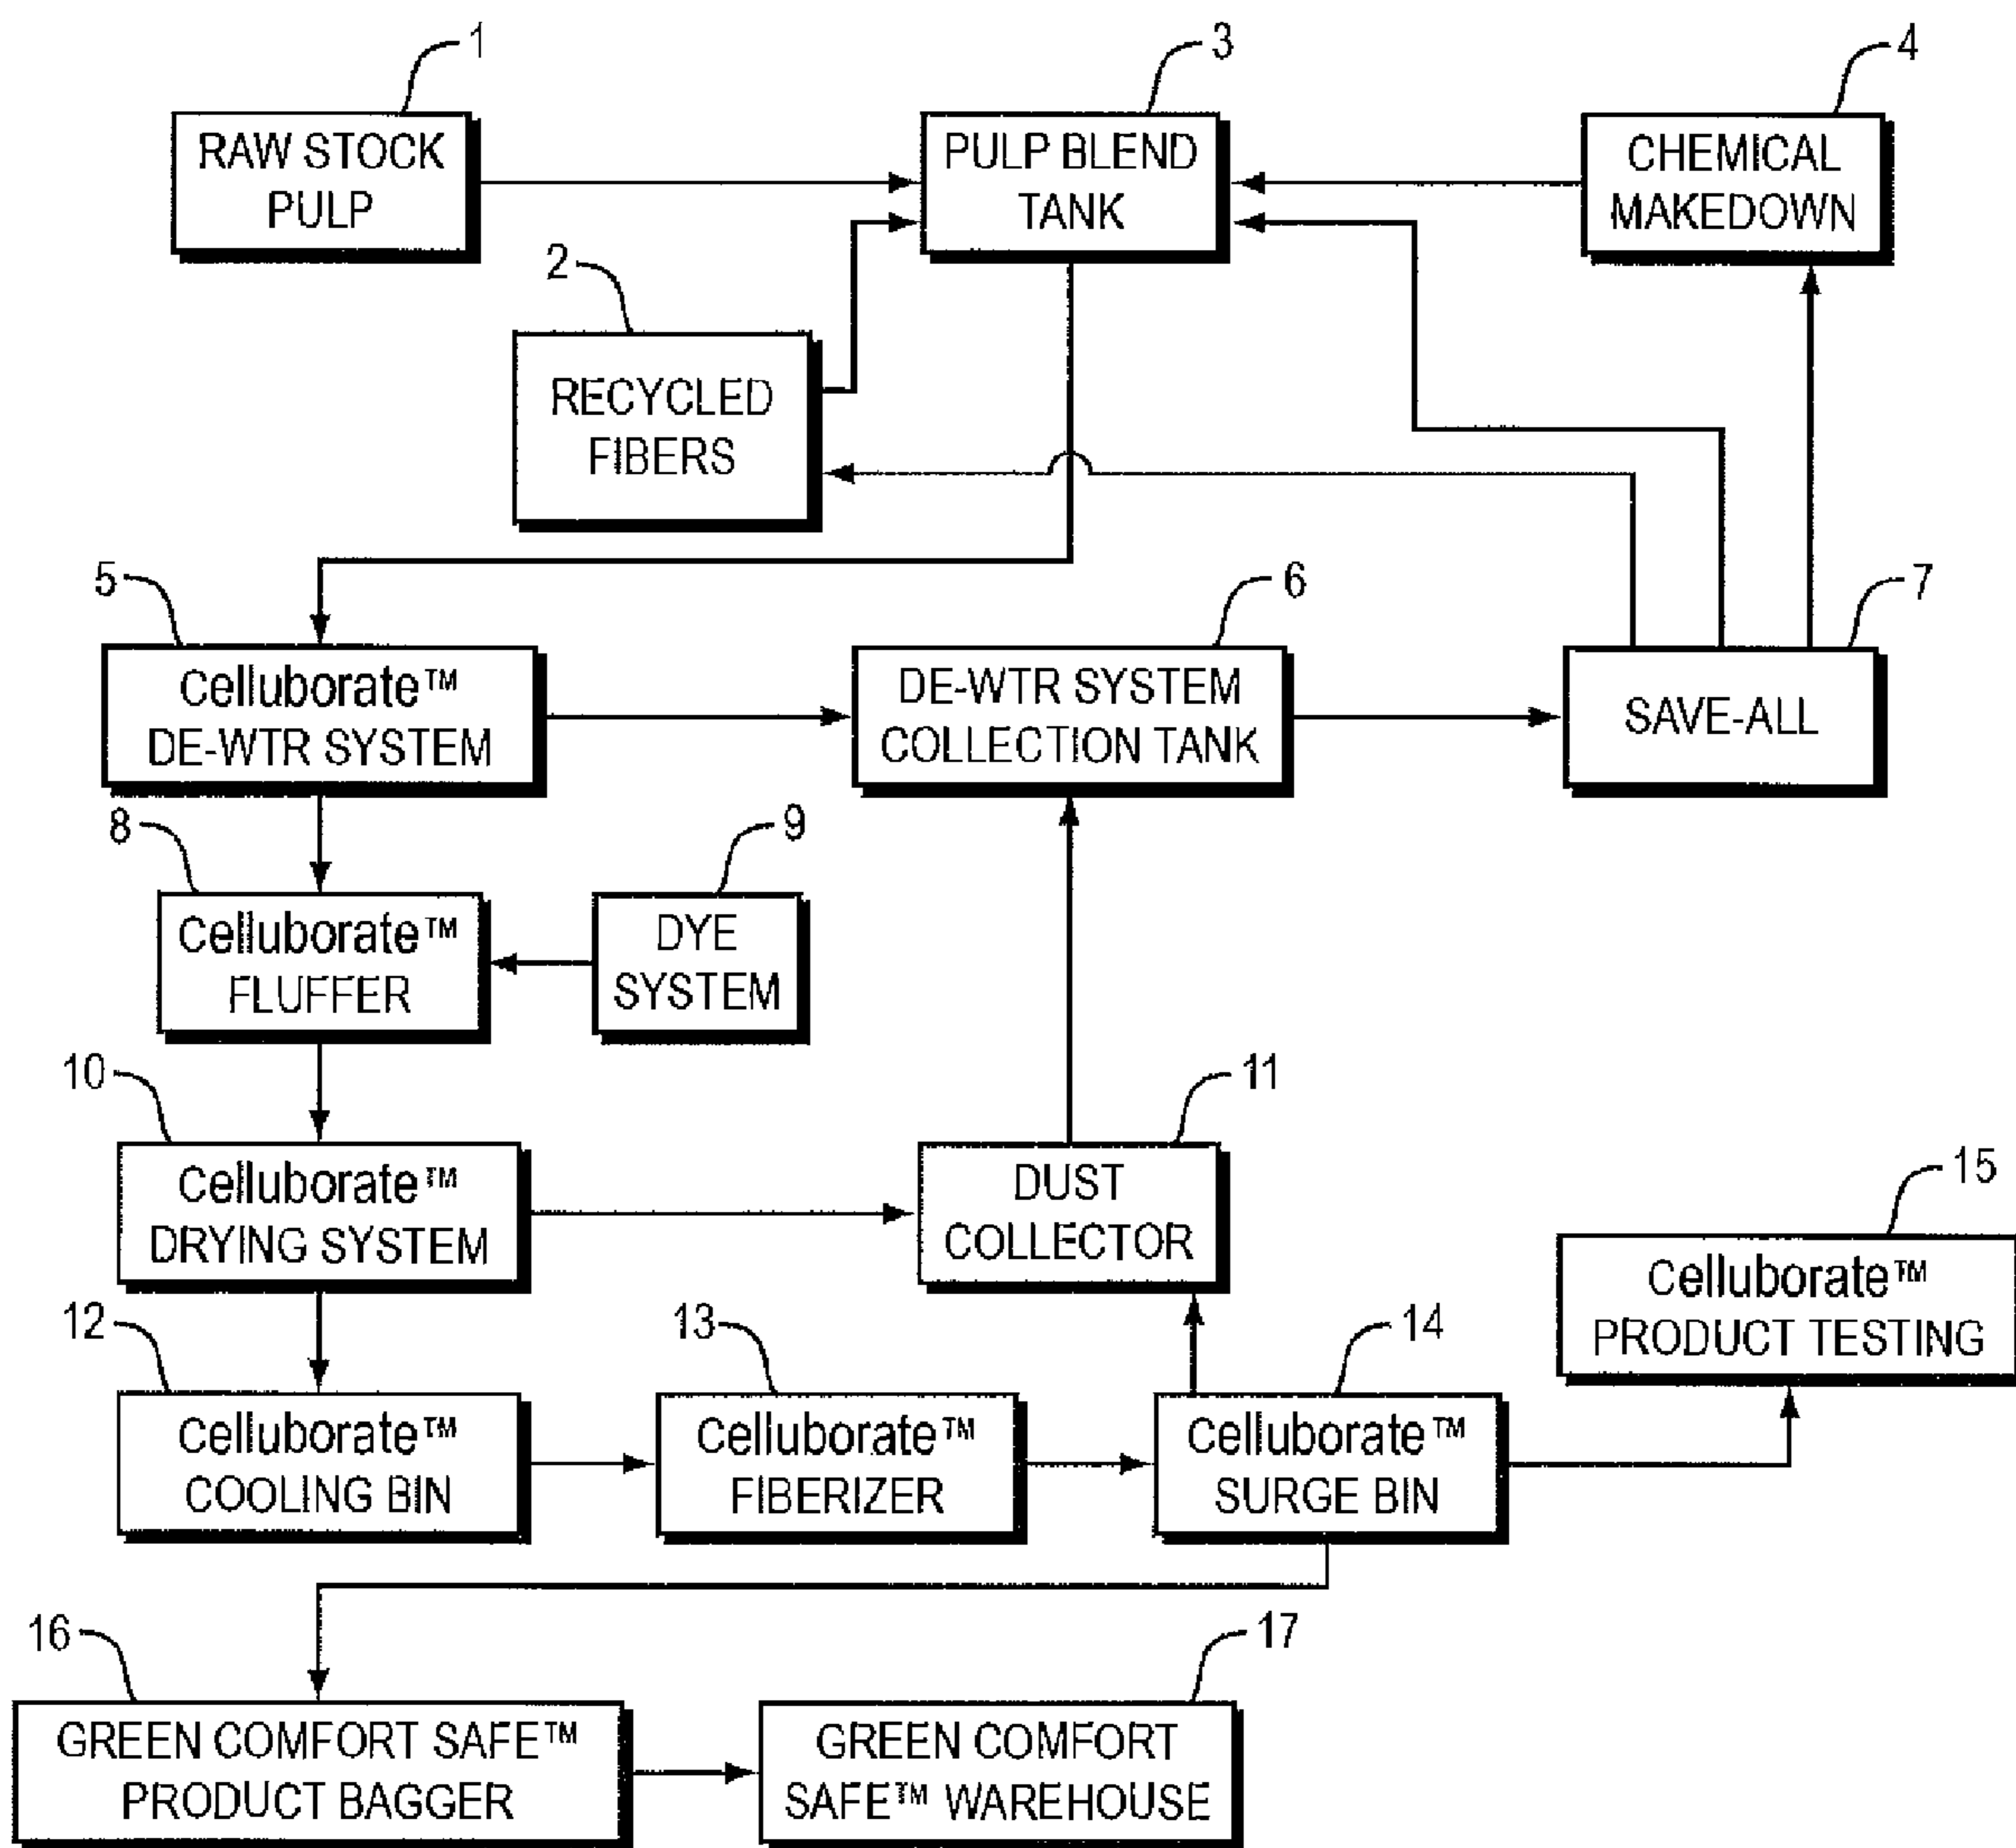 1
3
4
RAW STOCK
PULP
PULP BLEND
TANK
CHEMICAL
MAKEDOWN
2
RECYCLED
FIBERS
5
6
7
Celluborate™
DE-WTR SYSTEM
DE-WTR SYSTEM
COLLECTION TANK
SAVE-ALL
8
9
Celluborate™
FLUFFER
DYE
SYSTEM
10
11
Celluborate™
DRYING SYSTEM
DUST
COLLECTOR
15
Celluborate™
PRODUCT TESTING
12
13
14
Celluborate™
COOLING BIN
Celluborate™
FIBERIZER
Celluborate™
SURGE BIN
16
17
GREEN COMFORT SAFE™
PRODUCT BAGGER
GREEN COMFORT
SAFE™ WAREHOUSE